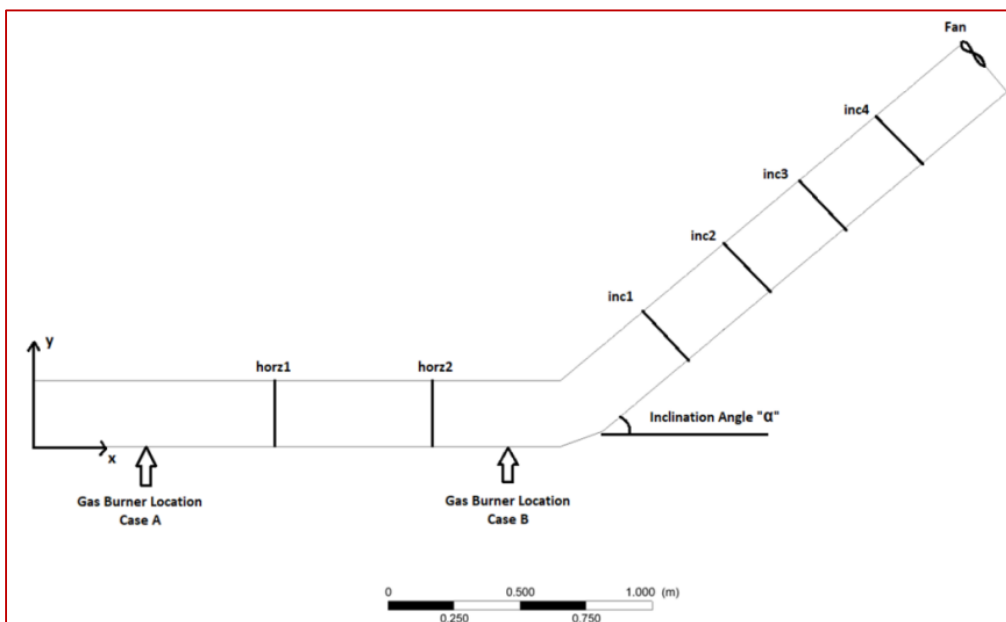 Fan
inc4
inc3
inc2
inc1
y
horz1
horz2
Inclination Angle "α"
x
Gas Burner Location
Case A
Gas Burner Location
Case B
0
0.500
1.000 (m)
0.250
0.750